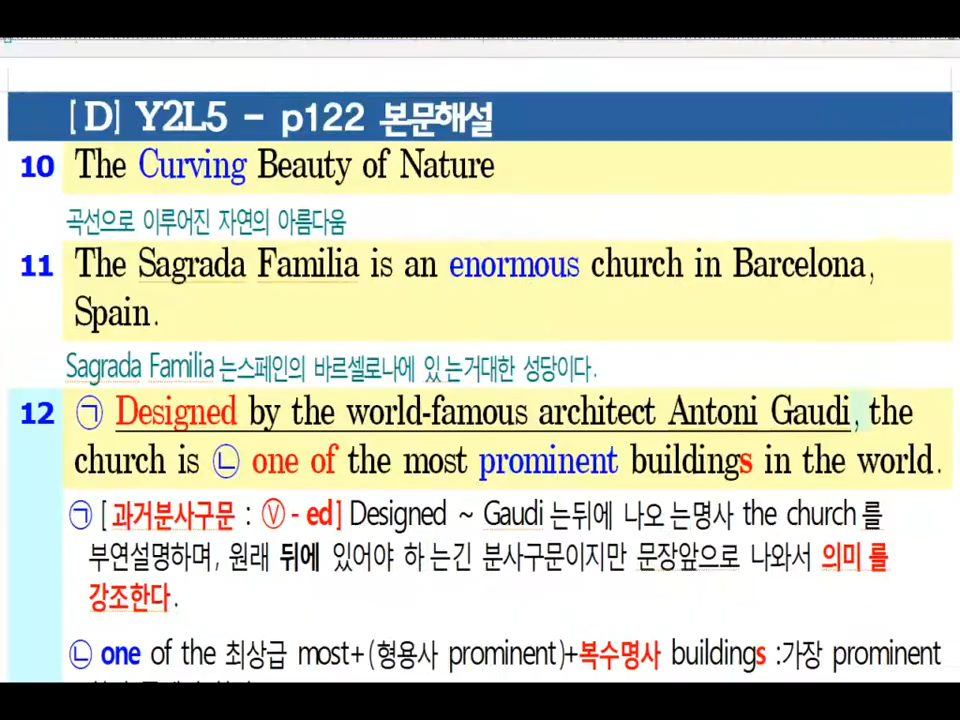 [D] Y2L5 - p122 본문해설
10 The Curving Beauty of Nature
곡선으로 이루어진 자연의 아름다움
11 The Sagrada Familia is an enormous church in Barcelona,
Spain.
Sagrada Familia 는스페인의 바르셀로나에 있 는거대한 성당이다.
12 ㉠ Designed by the world-famous architect Antoni Gaudi, the
church is ㉡ one of the most prominent buildings in the world.
㉠ [ 과거분사구문 : Ⓥ - ed] Designed ~ Gaudi 는뒤에 나오 는명사 the church 를
부연설명하며, 원래 뒤에 있어야 하 는긴 분사구문이지만 문장앞으로 나와서 의미 를
강조한다.
㉡ one of the 최상급 most+(형용사 prominent)+복수명사 buildings :가장 prominent